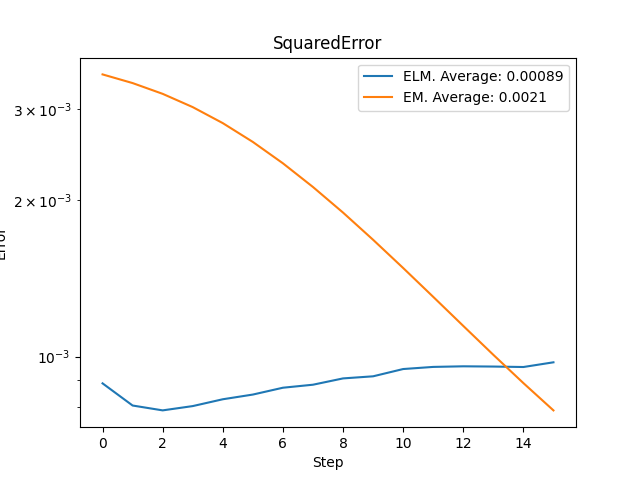 SquaredError
ELM. Average: 0.00089
EM. Average: 0.0021
3 × 10⁻³
2 × 10⁻³
10⁻³
Error
0 2 4 6 8 10 12 14
Step